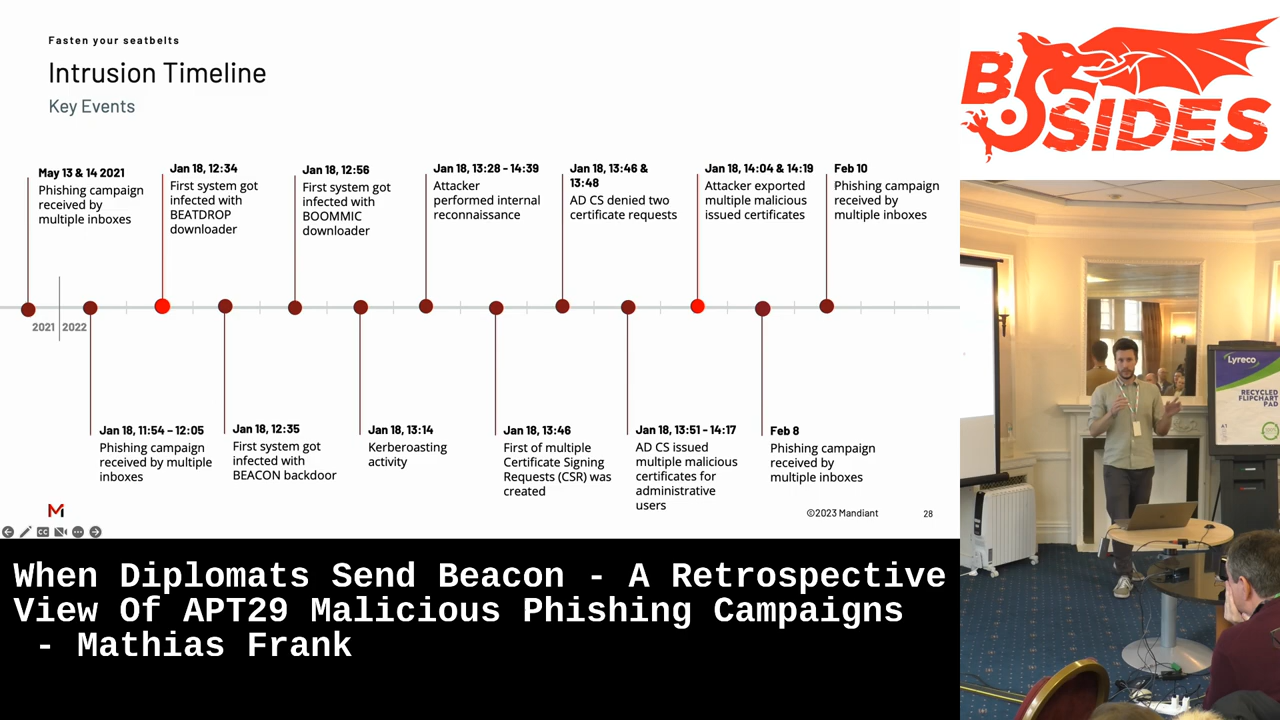 Fasten your seatbelts
Intrusion Timeline
Key Events
May 13 & 14 2021
Phishing campaign
received by
multiple inboxes
Jan 18, 12:34
First system got
infected with
BEATDROP
downloader
Jan 18, 12:56
First system got
infected with
BOOMMIC
downloader
Jan 18, 13:28 - 14:39
Attacker
performed internal
reconnaissance
Jan 18, 13:46 &
13:48
AD CS denied two
certificate requests
Jan 18, 14:04 & 14:19
Attacker exported
multiple malicious
issued certificates
Feb 10
Phishing campaign
received by
multiple inboxes
2021
2022
Jan 18, 11:54 – 12:05
Phishing campaign
received by multiple
inboxes
Jan 18, 12:35
First system got
infected with
BEACON backdoor
Jan 18, 13:14
Kerberoasting
activity
Jan 18, 13:46
First of multiple
Certificate Signing
Requests (CSR) was
created
Jan 18, 13:51 - 14:17
AD CS issued
multiple malicious
certificates for
administrative
users
Feb 8
Phishing campaign
received by
multiple inboxes
M
©2023 Mandiant
28
When Diplomats Send Beacon - A Retrospective
View Of APT29 Malicious Phishing Campaigns
- Mathias Frank
BSIDES
Lyreco
RECYCLED
FLIPCHART
PAD
A1